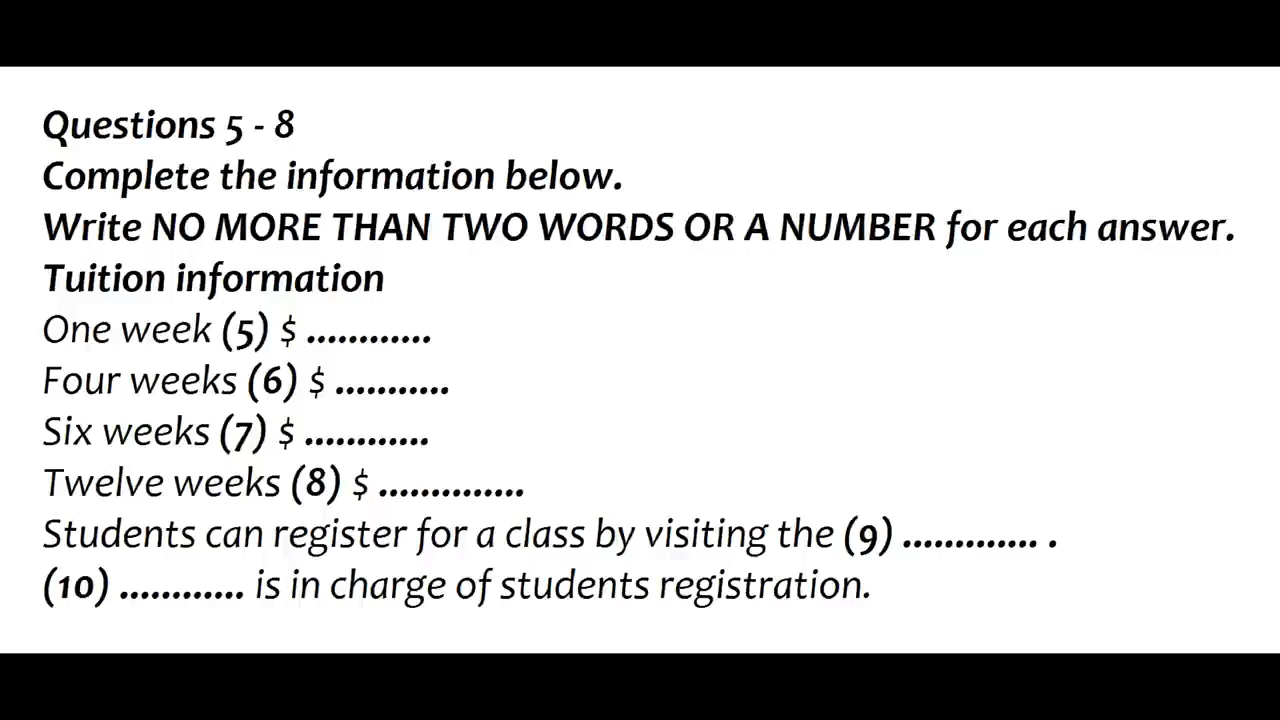 Questions 5 - 8
Complete the information below.
Write NO MORE THAN TWO WORDS OR A NUMBER for each answer.
Tuition information
One week (5) $ ............
Four weeks (6) $ ...........
Six weeks (7) $ ............
Twelve weeks (8) $ ..............
Students can register for a class by visiting the (9) ............. .
(10) ............ is in charge of students registration.